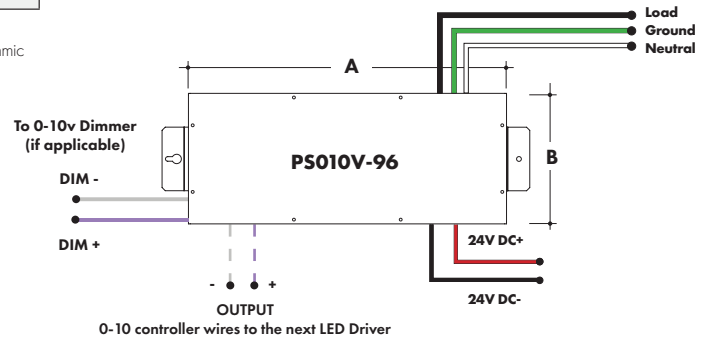 Load
Ground
Neutral
A
To 0-10v Dimmer
(if applicable)
PS010V-96
B
DIM -
DIM +
24V DC+
24V DC-
- +
OUTPUT
0-10 controller wires to the next LED Driver